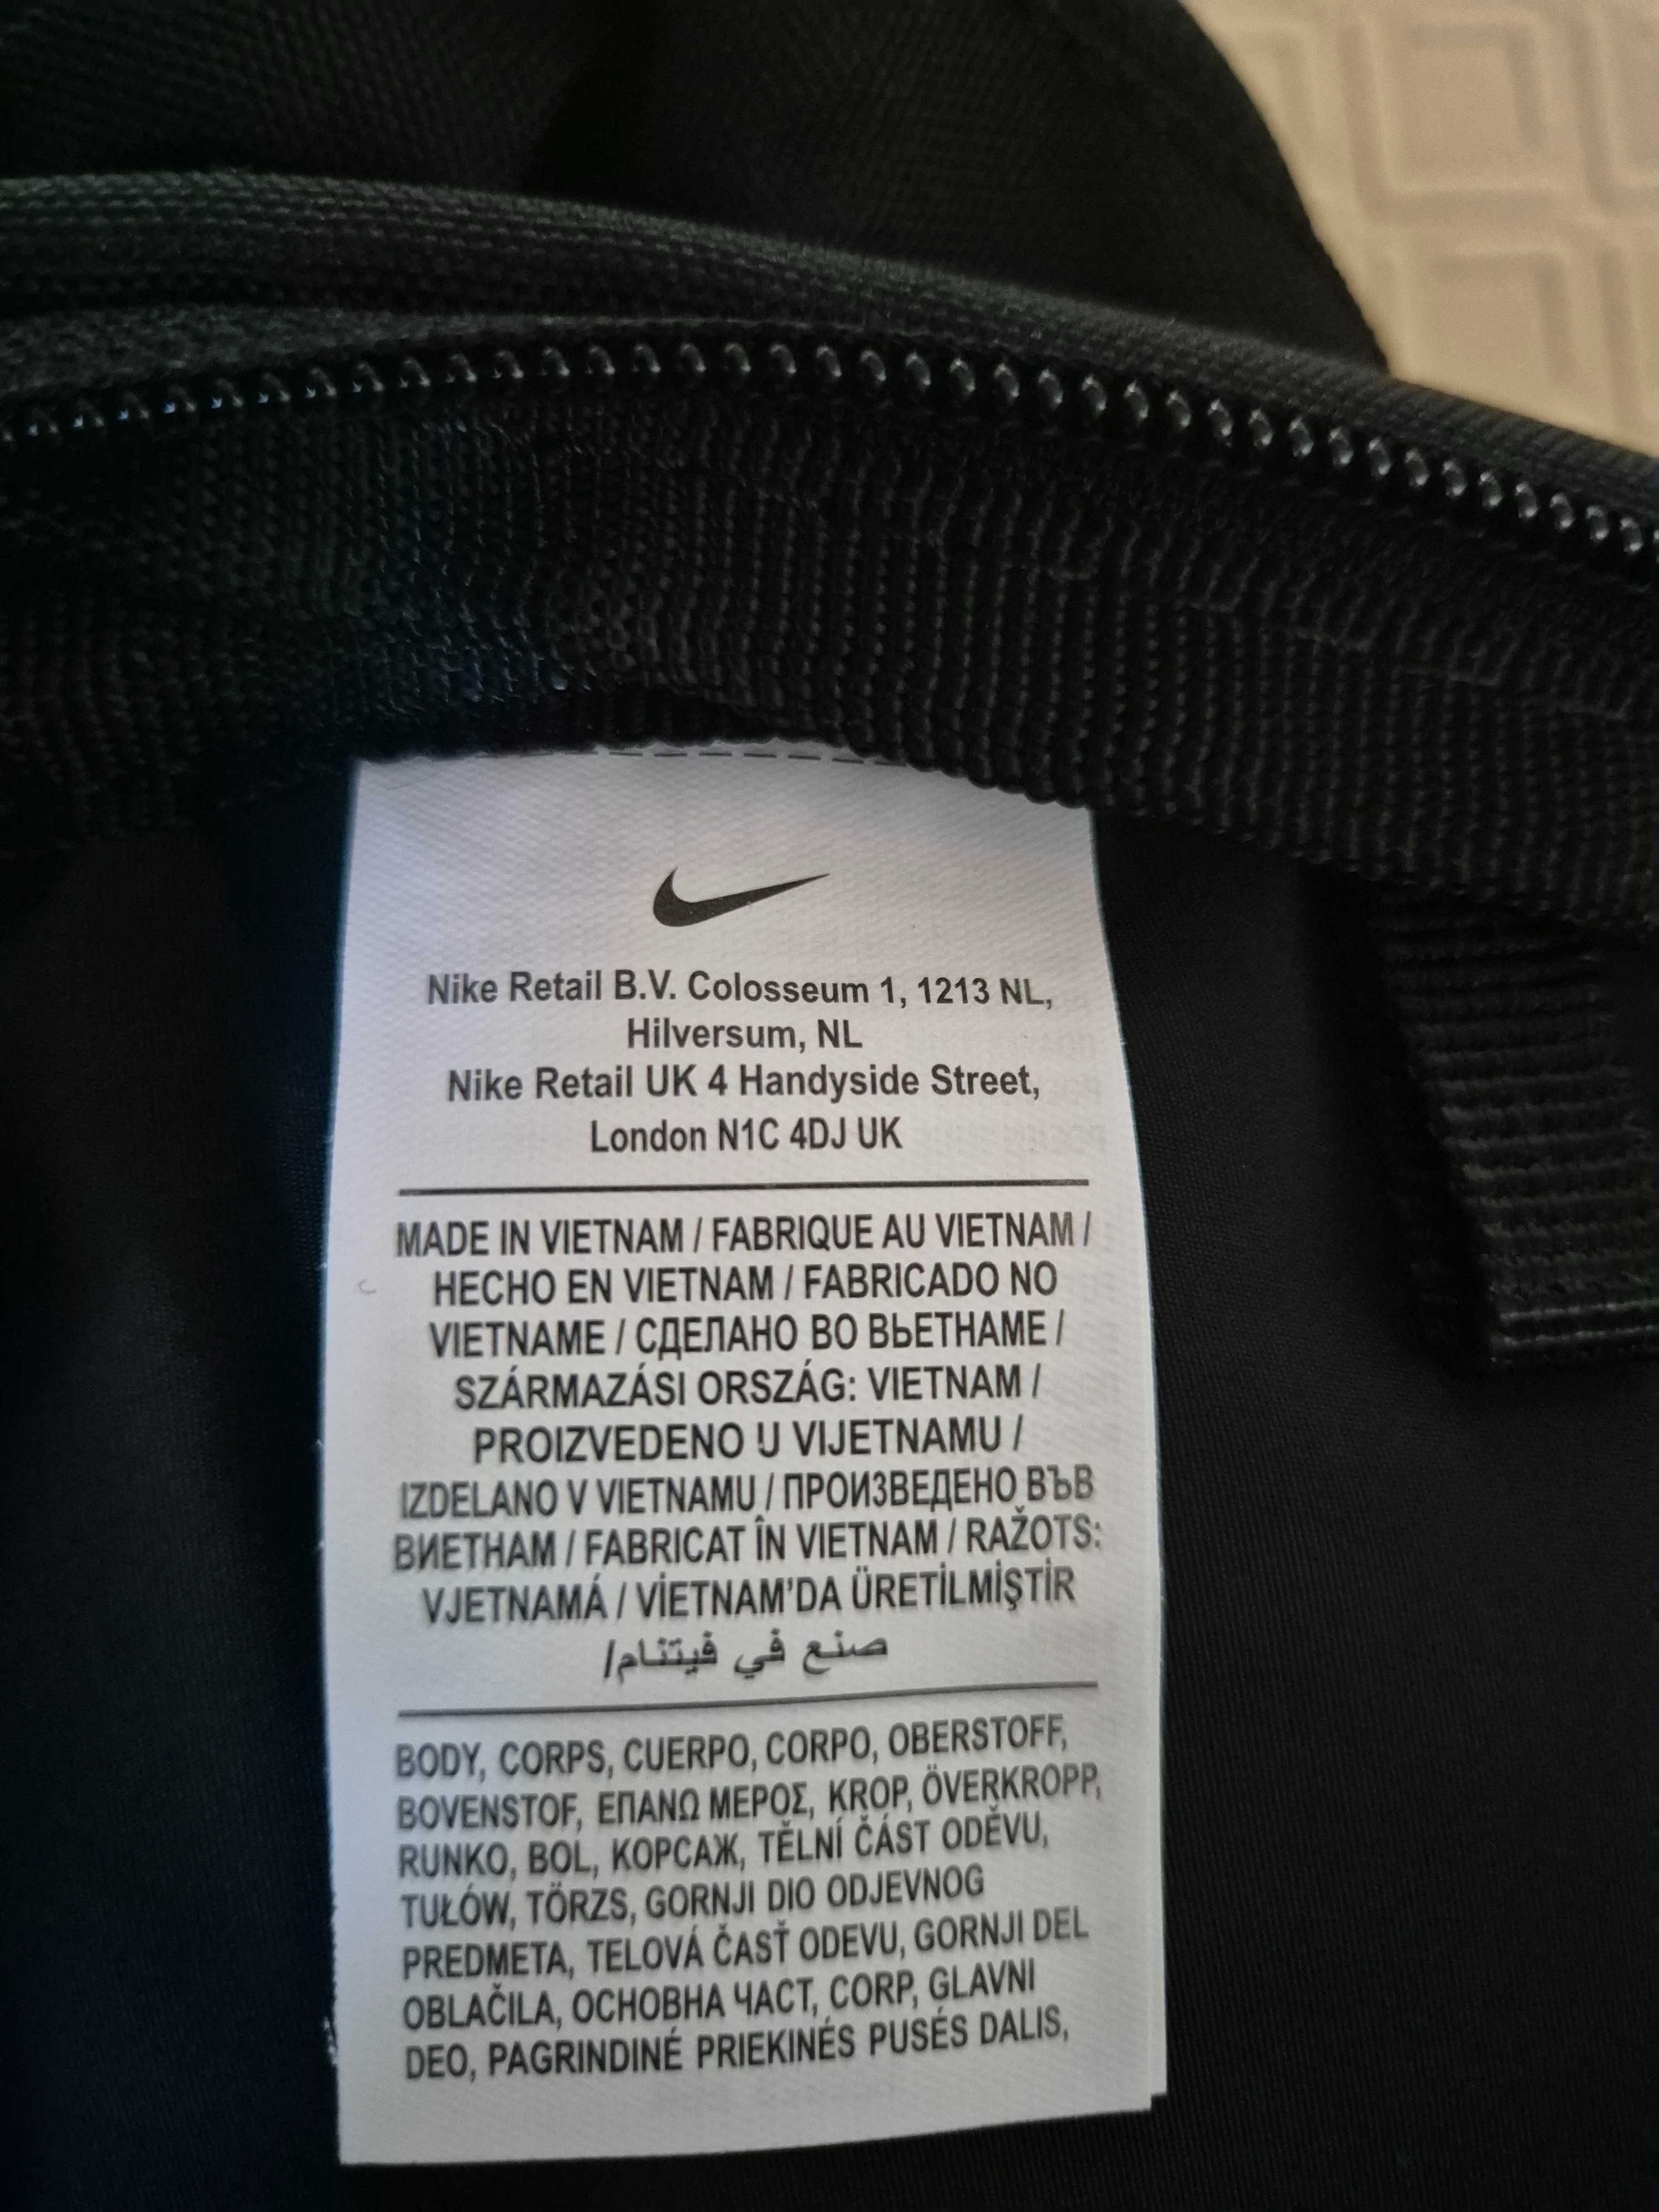 Nike Retail B.V. Colosseum 1, 1213 NL,
Hilversum, NL
Nike Retail UK 4 Handyside Street,
London N1C 4DJ UK
MADE IN VIETNAM / FABRIQUE AU VIETNAM /
HECHO EN VIETNAM / FABRICADO NO
VIETNAME / СДЕЛАНО ВО ВЬЕТНАМЕ /
SZÁRMAZÁSI ORSZÁG: VIETNAM /
PROIZVEDENO U VIJETNAMU /
IZDELANO V VIETNAMU / ПРОИЗВЕДЕНО ВЪВ
ВИЕТНАМ / FABRICAT ÎN VIETNAM / RAŽOTS:
VJETNAMÁ / VİETNAM'DA ÜRETİLMİŞTİR
صنع في فيتنام/
BODY, CORPS, CUERPO, CORPO, OBERSTOFF,
BOVENSTOF, ΕΠΑΝΩ ΜΕΡΟΣ, KROP, ÖVERKROPP,
RUNKO, BOL, КОРСАЖ, TĚLNÍ ČÁST ODĚVU,
TUŁÓW, TÖRZS, GORNJI DIO ODJEVNOG
PREDMETA, TELOVÁ ČASŤ ODEVU, GORNJI DEL
OBLAČILA, ОСНОВНА ЧАСТ, CORP, GLAVNI
DEO, PAGRINDINÉ PRIEKINÉS PUSÉS DALIS,